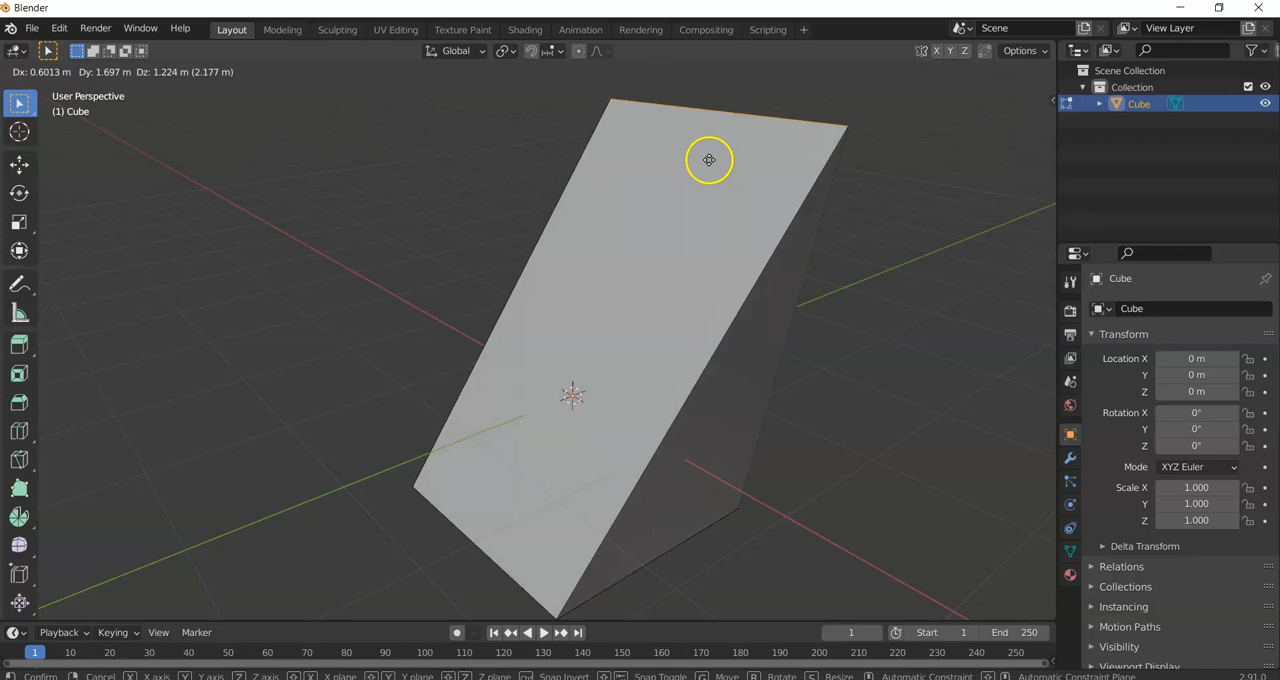 Blender
File Edit Render Window Help Layout Modeling Sculpting UV Editing Texture Paint Shading Animation Rendering Compositing Scripting + Scene View Layer
Global X Y Z Options
Dx: 0.6013 m Dy: 1.697 m Dz: 1.224 m (2.177 m)
User Perspective
(1) Cube
Scene Collection
Collection
Cube
Cube
Cube
Transform
Location X 0 m
Y 0 m
Z 0 m
Rotation X 0°
Y 0°
Z 0°
Mode XYZ Euler
Scale X 1.000
Y 1.000
Z 1.000
Delta Transform
Relations
Collections
Instancing
Motion Paths
Visibility
Viewport Display
Playback Keying View Marker 1 Start 1 End 250
1 10 20 30 40 50 60 70 80 90 100 110 120 130 140 150 160 170 180 190 200 210 220 230 240 250
Confirm Cancel X X axis Y Y axis Z Z axis X X plane Y Y plane Z Z plane Snap Invert Snap Toggle G Move R Rotate S Resize Automatic Constraint Automatic Constraint Plane 2.91.0